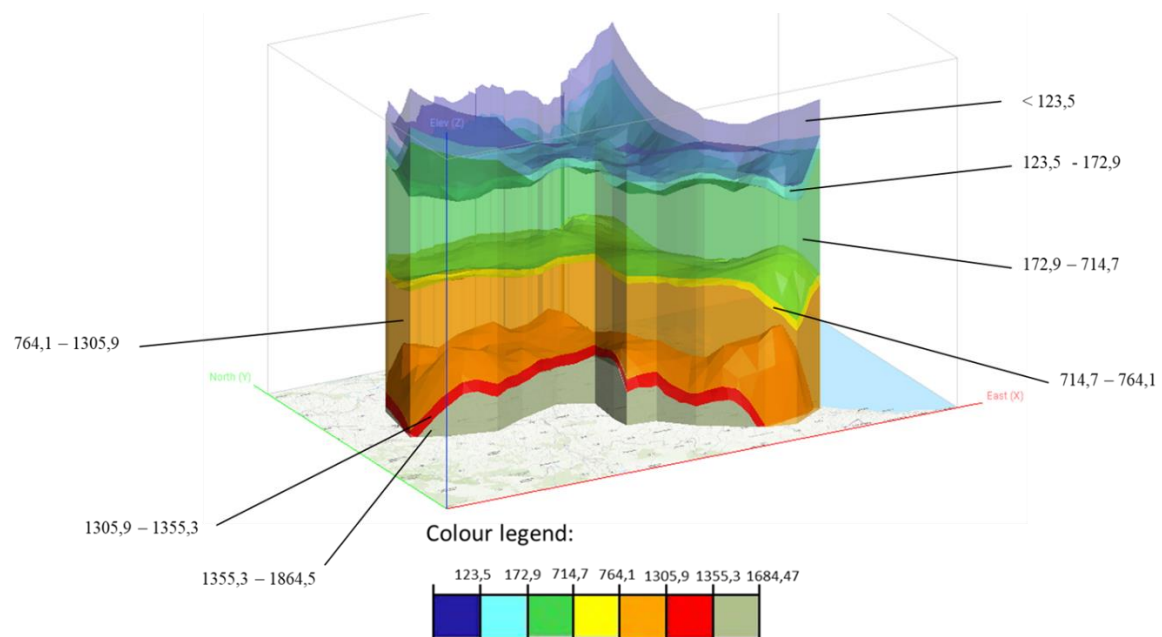 < 123,5
Elev (Z)
123,5 - 172,9
172,9 – 714,7
764,1 – 1305,9
714,7 – 764,1
North (Y)
East (X)
1305,9 – 1355,3
Colour legend:
1355,3 – 1864,5
123,5 172,9 714,7 764,1 1305,9 1355,3 1684,47